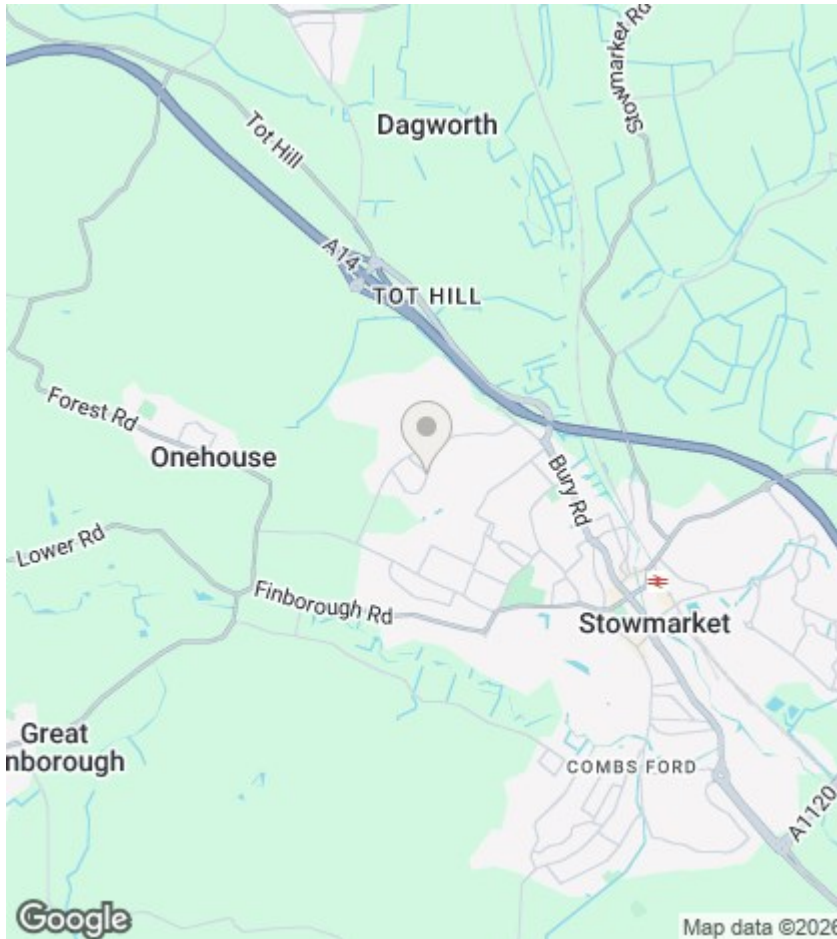 Stowmarket Rd
Dagworth
Tot Hill
A14
TOT HILL
Forest Rd
Onehouse
Bury Rd
Lower Rd
Finborough Rd
Stowmarket
Great
nborough
COMBS FORD
A1120
Google
Map data ©2026